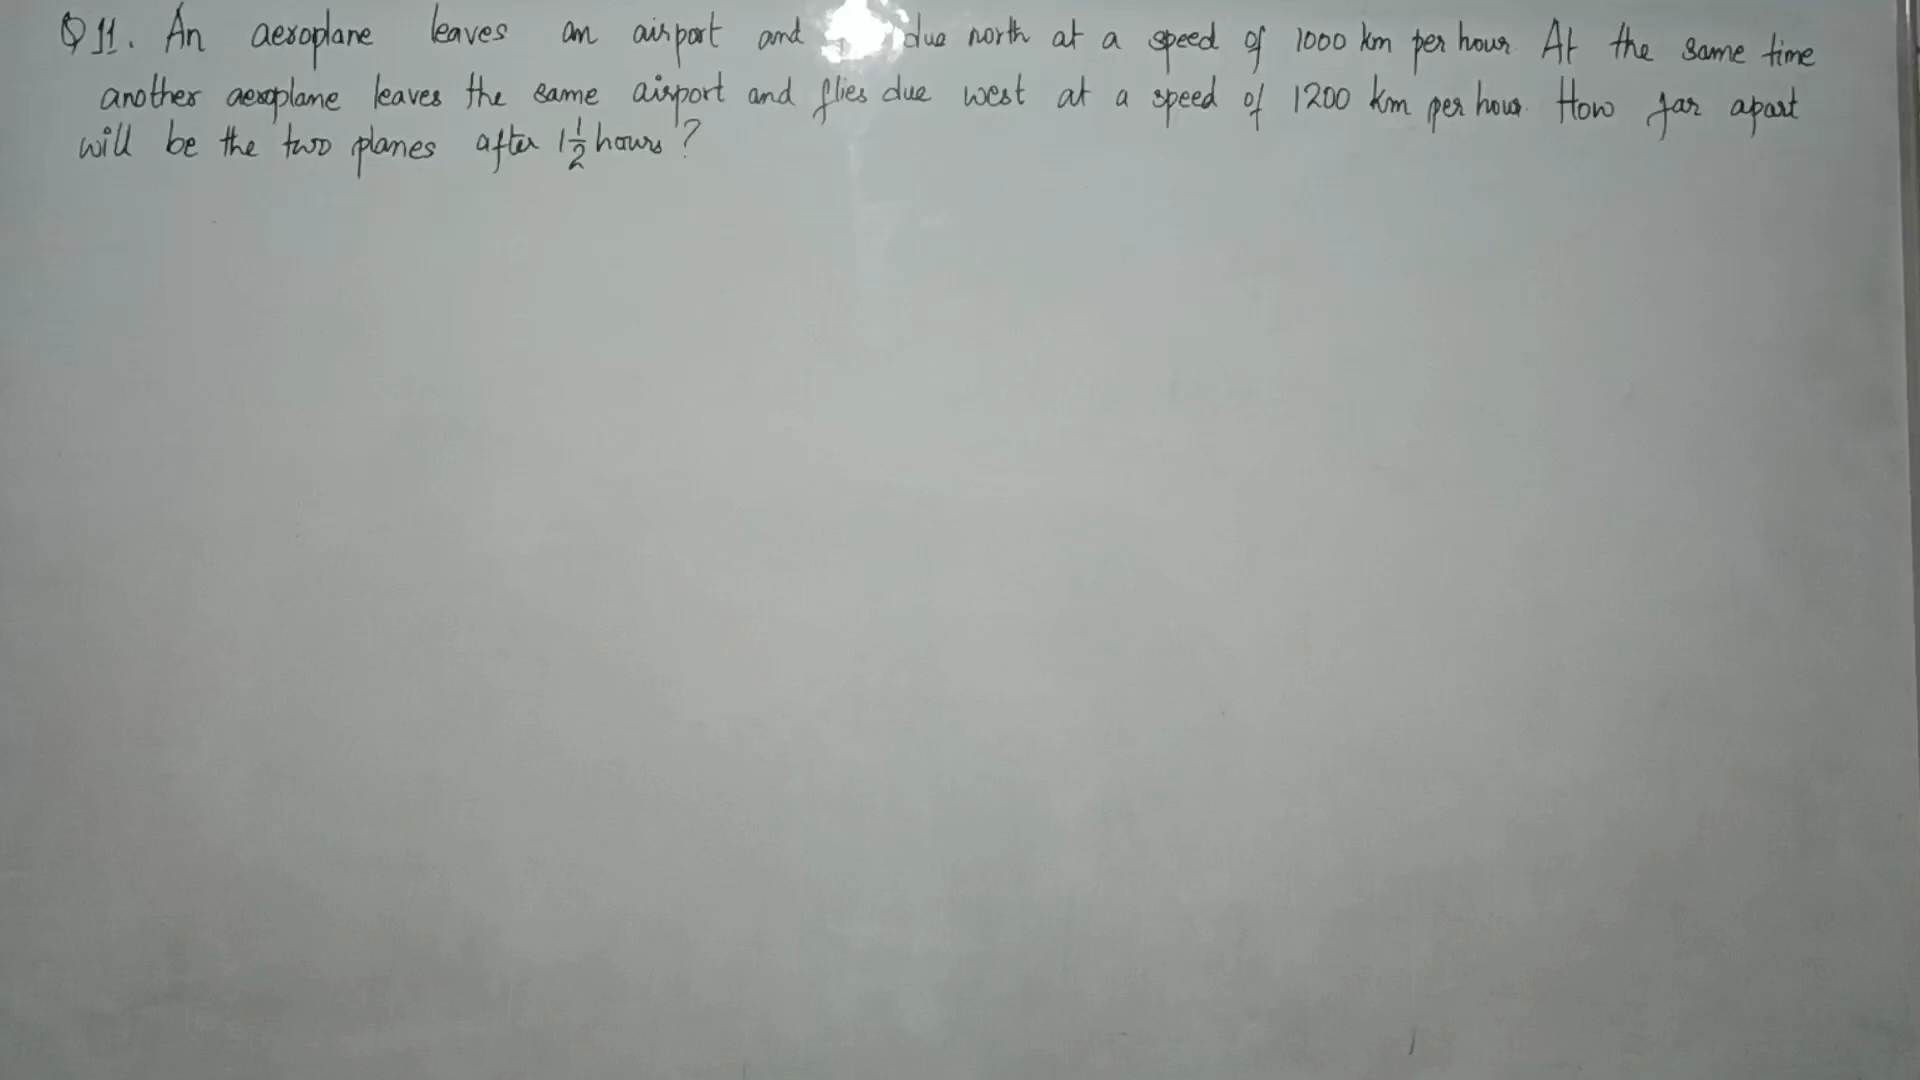 Q 11. An aeroplane leaves an airport and due north at a speed of 1000 km per hour. At the same time
another aeroplane leaves the same airport and flies due west at a speed of 1200 km per hour. How far apart
will be the two planes after 1 1/2 hours ?